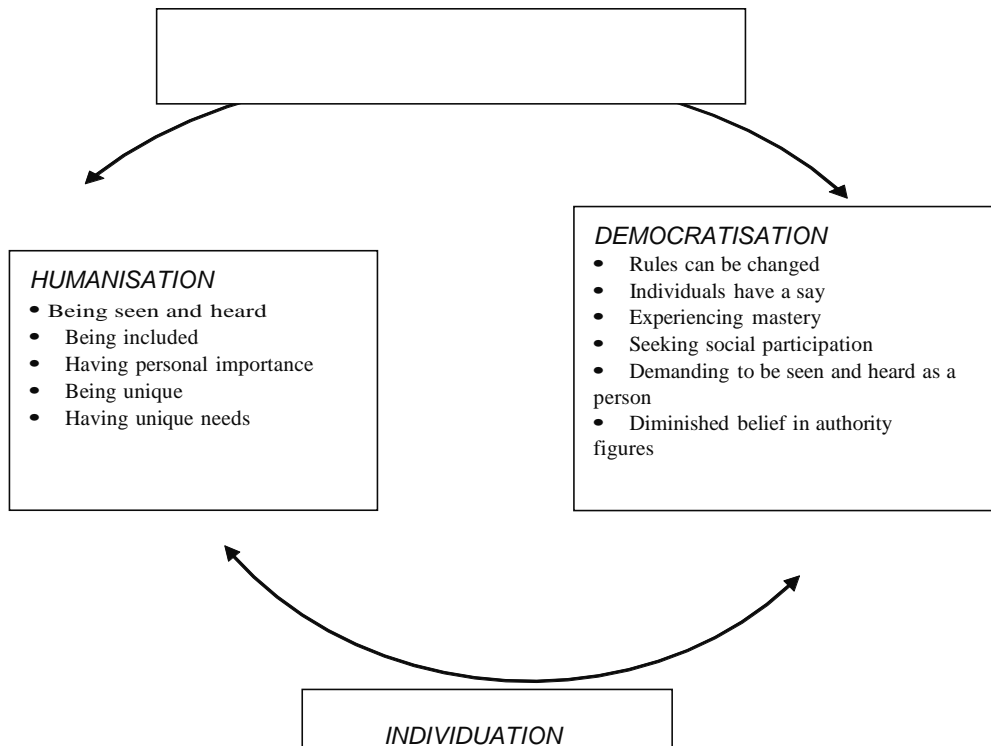 HUMANISATION
• Being seen and heard
• Being included
• Having personal importance
• Being unique
• Having unique needs
DEMOCRATISATION
• Rules can be changed
• Individuals have a say
• Experiencing mastery
• Seeking social participation
• Demanding to be seen and heard as a
person
• Diminished belief in authority
figures
INDIVIDUATION